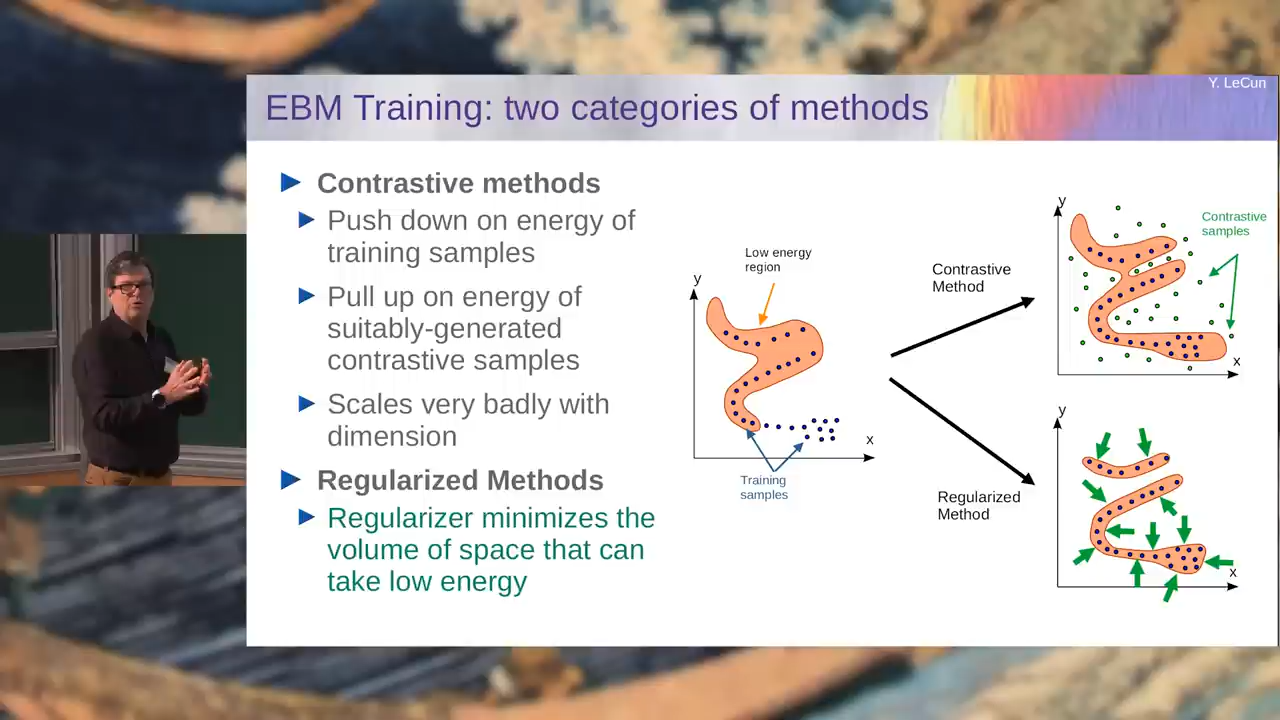 Y. LeCun
EBM Training: two categories of methods
► Contrastive methods
► Push down on energy of
training samples
► Pull up on energy of
suitably-generated
contrastive samples
► Scales very badly with
dimension
► Regularized Methods
► Regularizer minimizes the
volume of space that can
take low energy
Low energy
region
y
x
Training
samples
Contrastive
Method
Regularized
Method
y
Contrastive
samples
x
y
x